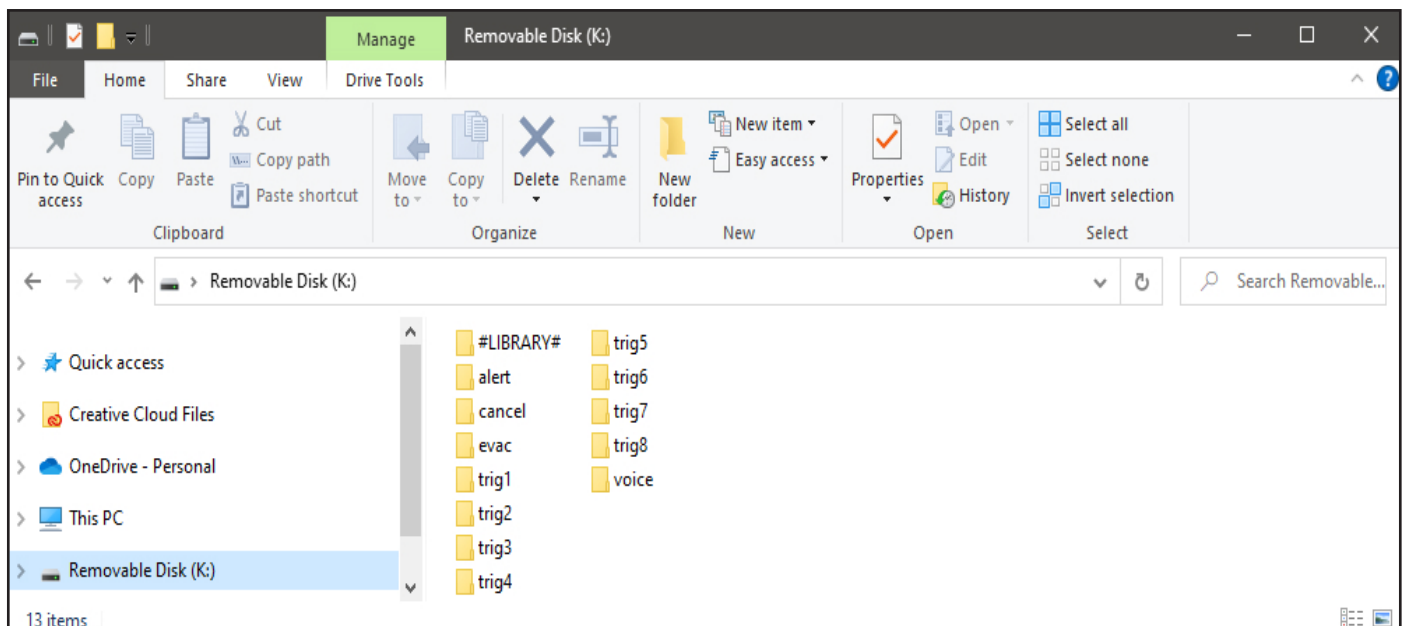 Manage Removable Disk (K:)
File Home Share View Drive Tools
Pin to Quick access
Copy
Paste
Cut
Copy path
Paste shortcut
Clipboard
Move to
Copy to
Delete
Rename
Organize
New folder
New item
Easy access
New
Properties
Open
Edit
History
Open
Select all
Select none
Invert selection
Select
Removable Disk (K:)
Search Removable...
Quick access
Creative Cloud Files
OneDrive - Personal
This PC
Removable Disk (K:)
#LIBRARY#
alert
cancel
evac
trig1
trig2
trig3
trig4
trig5
trig6
trig7
trig8
voice
13 items